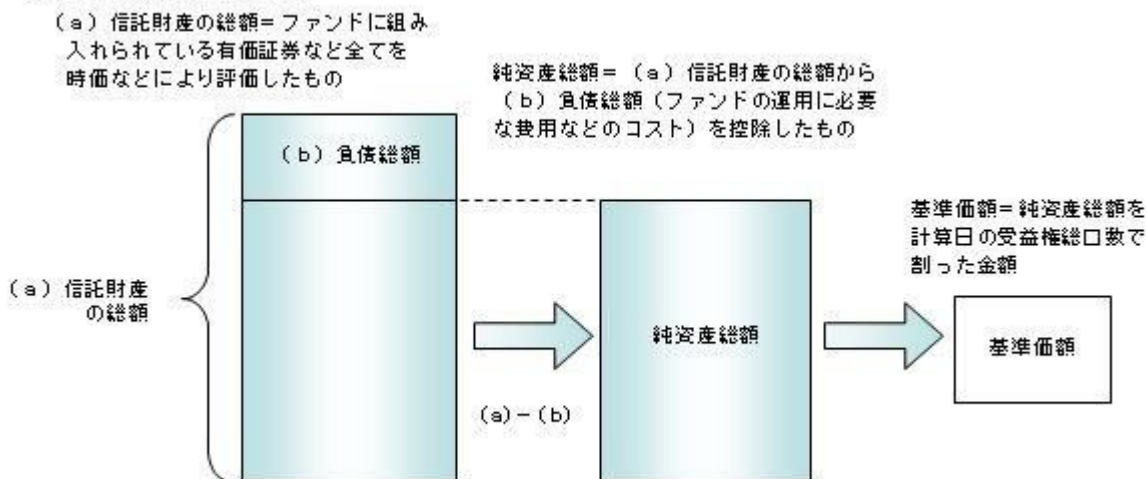 （a）信託財産の総額＝ファンドに組み
入れられている有価証券など全てを
時価などにより評価したもの
純資産総額＝（a）信託財産の総額から
（b）負債総額（ファンドの運用に必要
な費用などのコスト）を控除したもの
（b）負債総額
基準価額＝純資産総額を
計算日の受益権総口数で
割った金額
（a）信託財産
の総額
純資産総額
基準価額
（a）－（b）